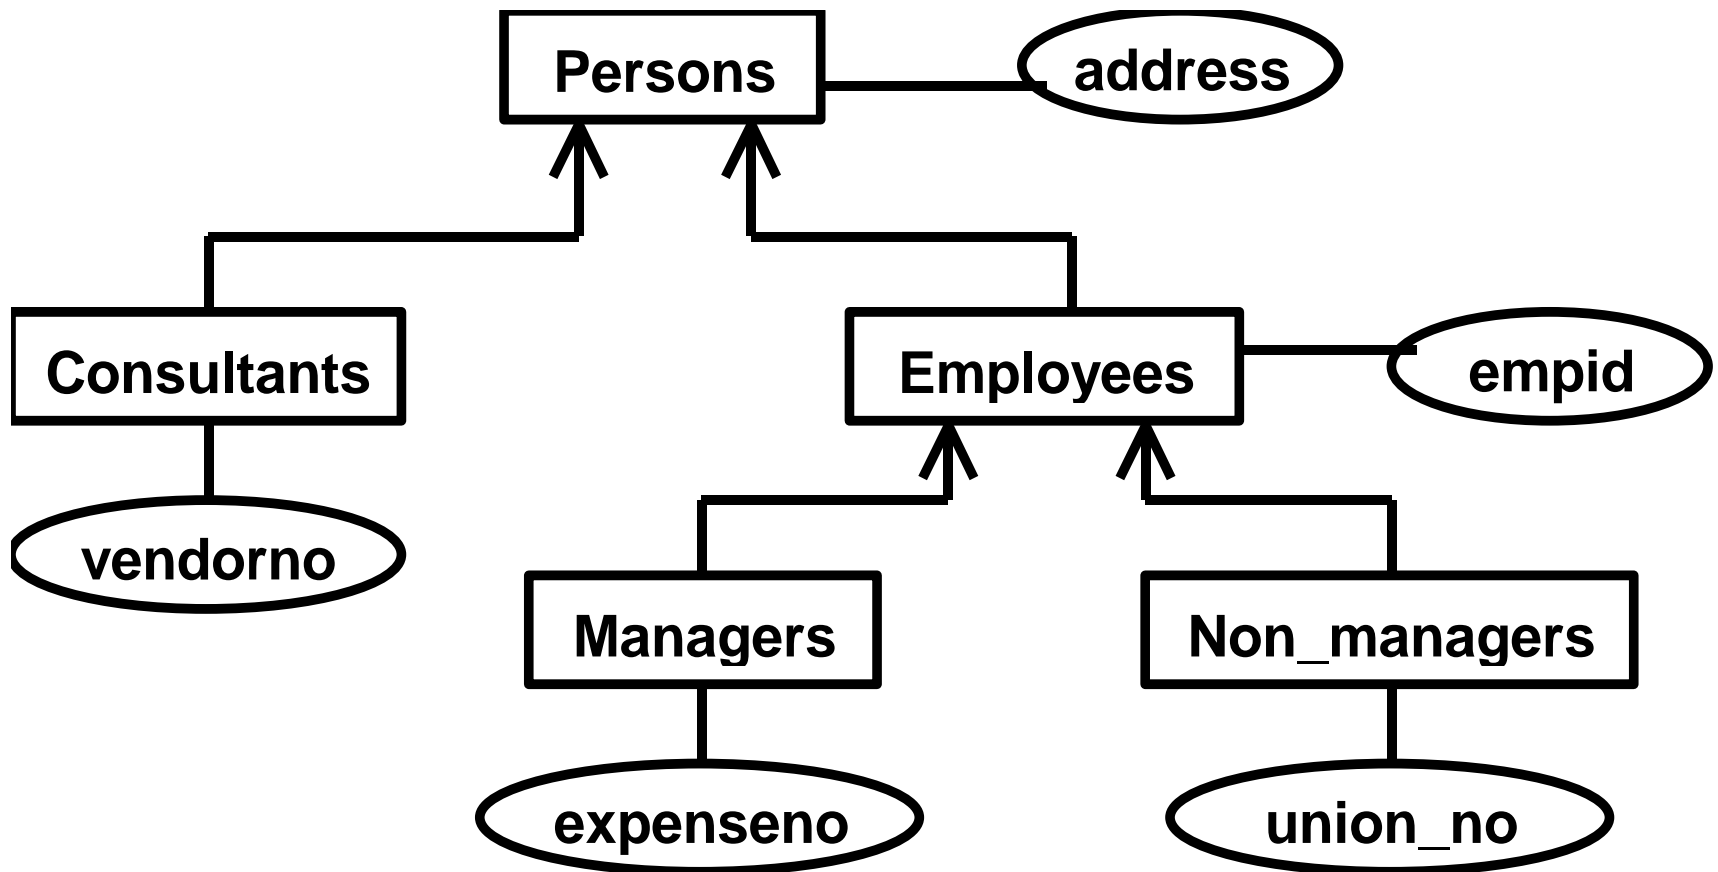 Persons
address
Consultants
Employees
empid
vendorno
Managers
Non_managers
expenseno
union_no